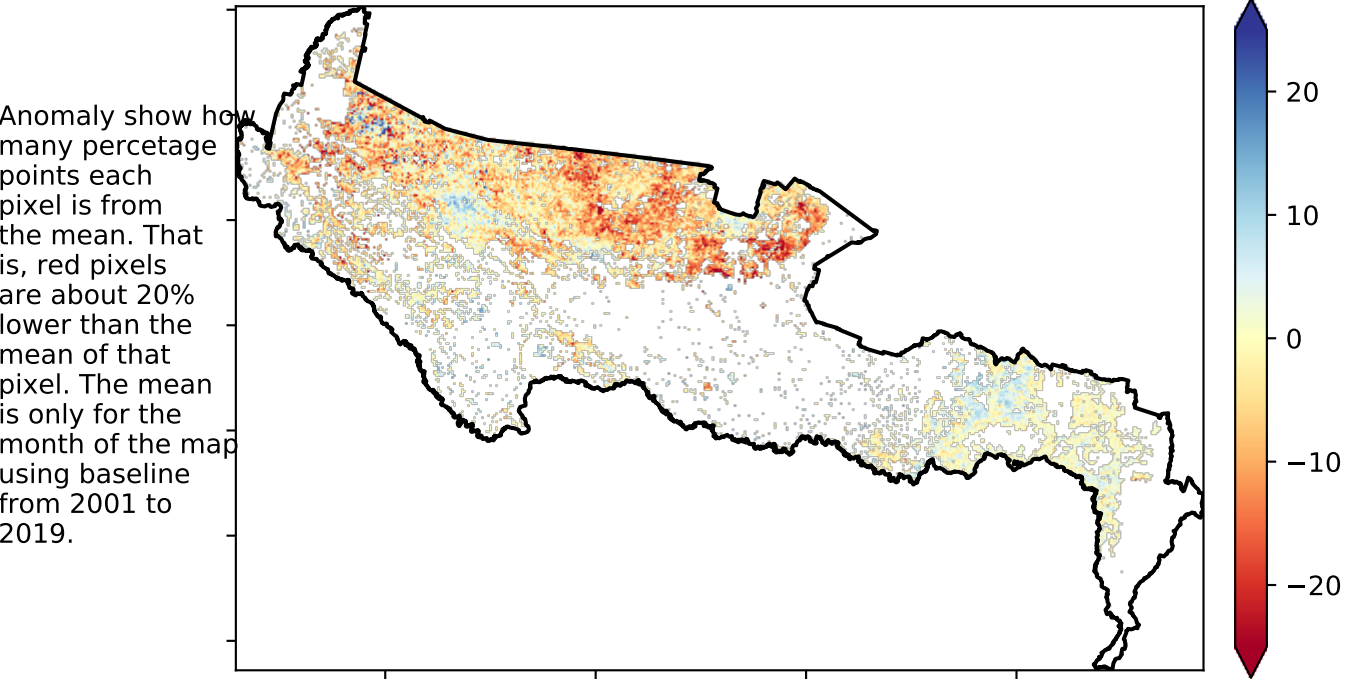 Anomaly show how
many percetage
points each
pixel is from
the mean. That
is, red pixels
are about 20%
lower than the
mean of that
pixel. The mean
is only for the
month of the map
using baseline
from 2001 to
2019.
20
10
0
−10
−20